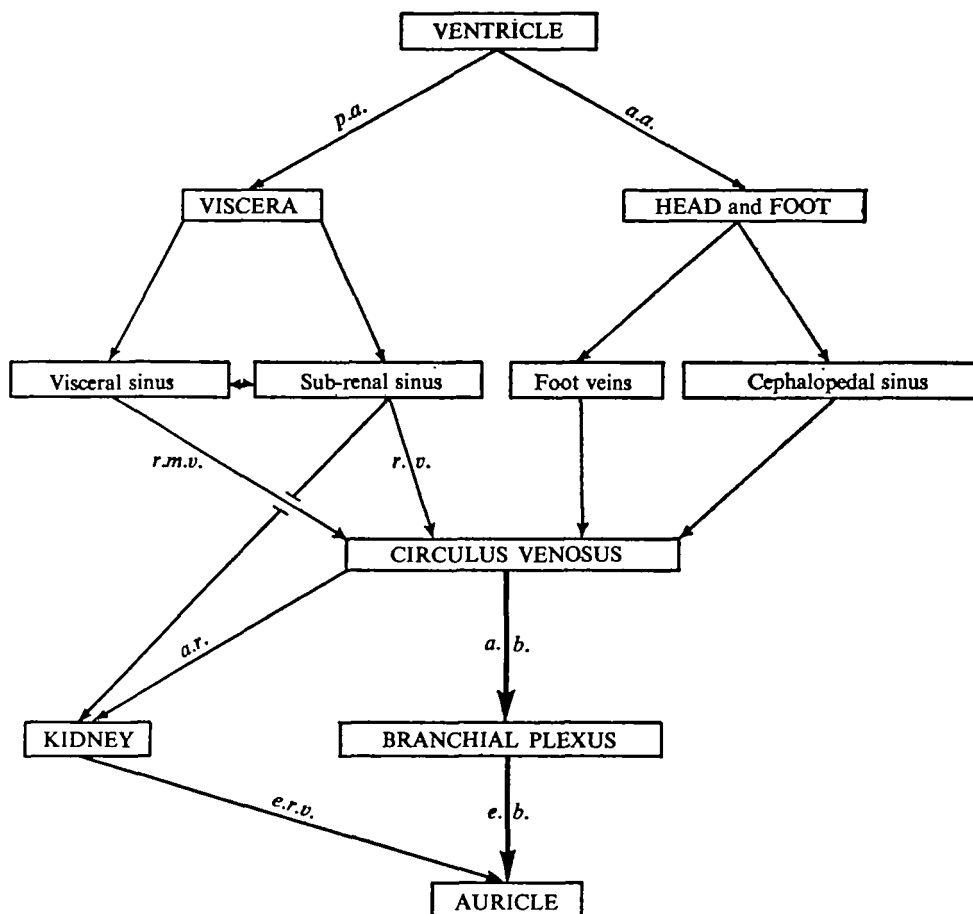 VENTRICLE
p.a.
a.a.
VISCERA
HEAD and FOOT
Visceral sinus
Sub-renal sinus
Foot veins
Cephalopedal sinus
r.m.v.
r. v.
CIRCULUS VENOSUS
a.r.
a. b.
KIDNEY
BRANCHIAL PLEXUS
e.r.v.
e. b.
AURICLE